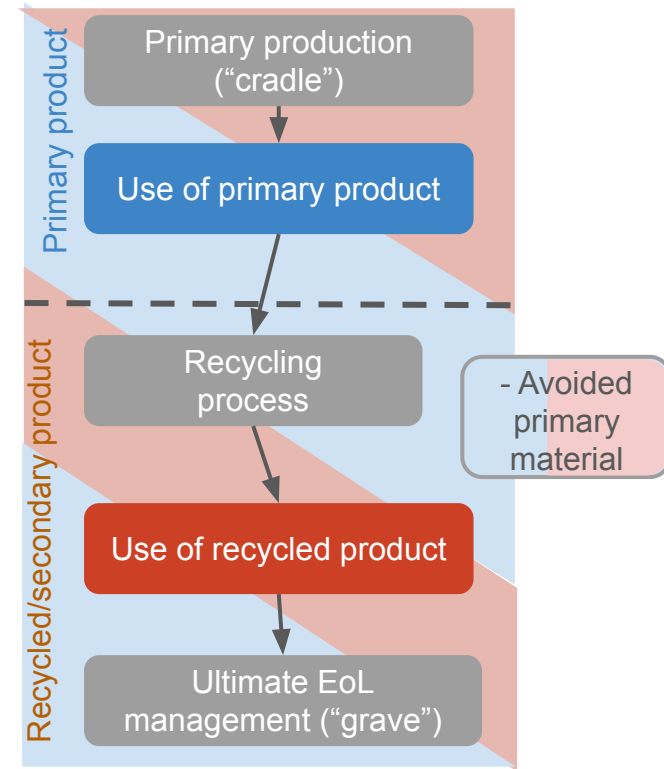 Primary product
Primary production
(“cradle”)
Use of primary product
Recycled/secondary product
Recycling
process
- Avoided
primary
material
Use of recycled product
Ultimate EoL
management (“grave”)